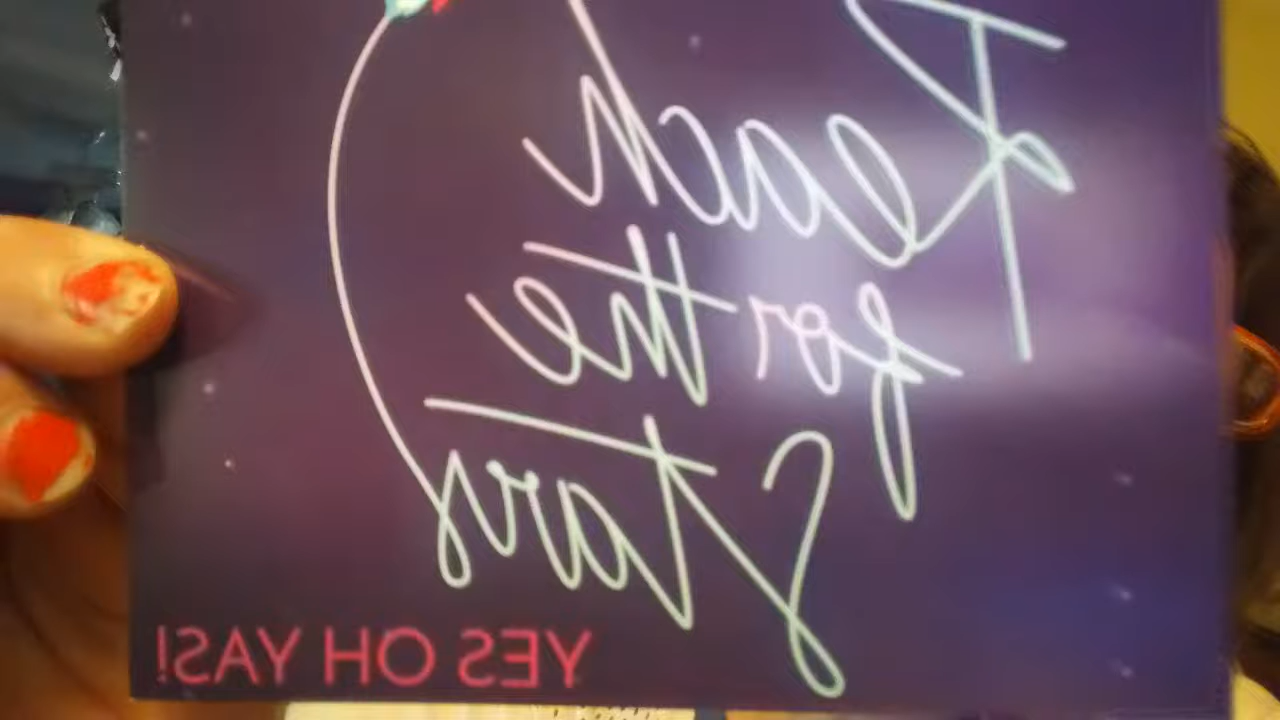 Reach
for the
Stars
YES OH YAS!